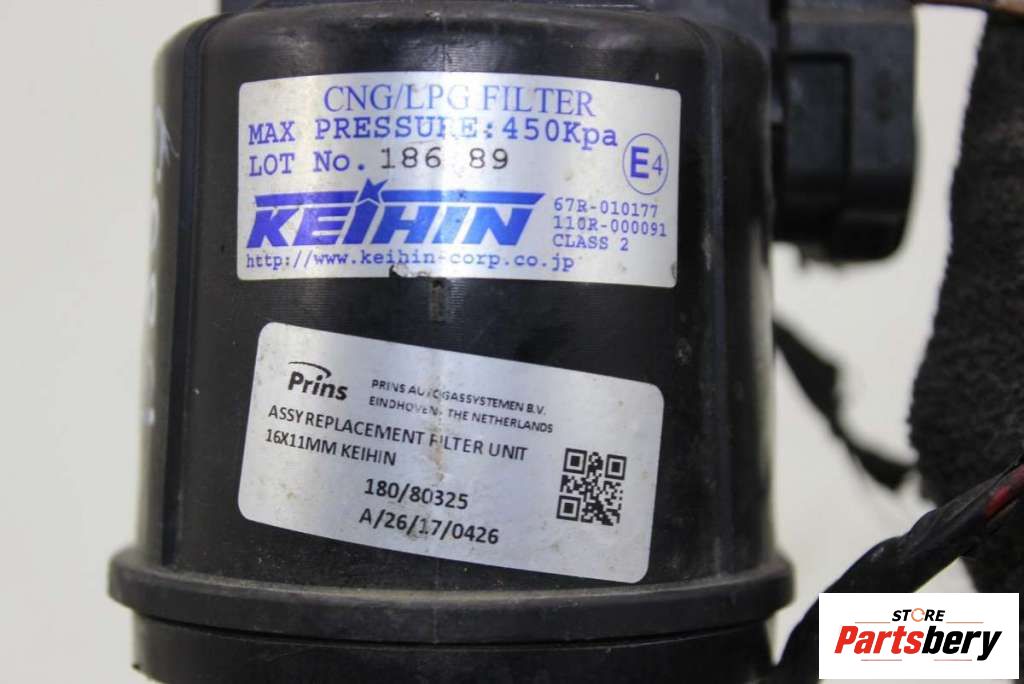 CNG/LPG FILTER
MAX PRESSURE:450Kpa
LOT No. 186 89
E4
KEIHIN
67R-010177
110R-000091
CLASS 2
http://www.keihin-corp.co.jp
Prins
PRINS AUTOGASSYSTEMEN B.V.
EINDHOVEN - THE NETHERLANDS
ASSY REPLACEMENT FILTER UNIT
16X11MM KEIHIN
180/80325
A/26/17/0426
STORE
Partsbery